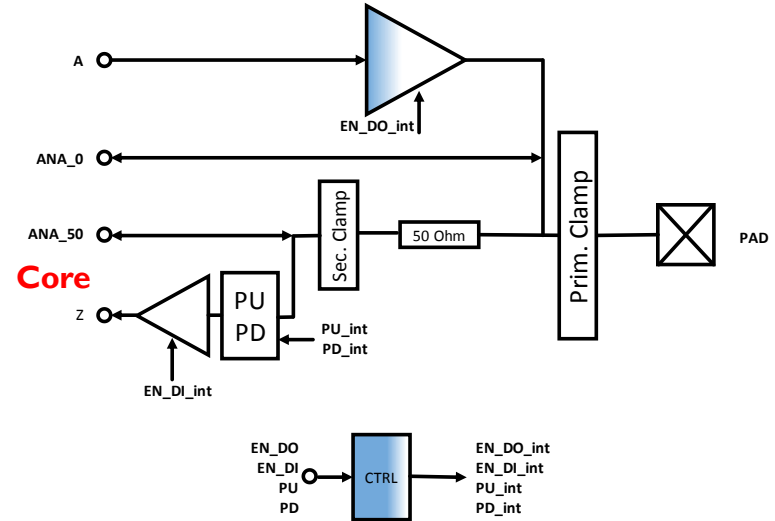 A
EN_DO_int
ANA_0
ANA_50
Sec. Clamp
50 Ohm
Prim. Clamp
PAD
Core
Z
PU
PD
PU_int
PD_int
EN_DI_int
EN_DO
EN_DI
PU
PD
CTRL
EN_DO_int
EN_DI_int
PU_int
PD_int